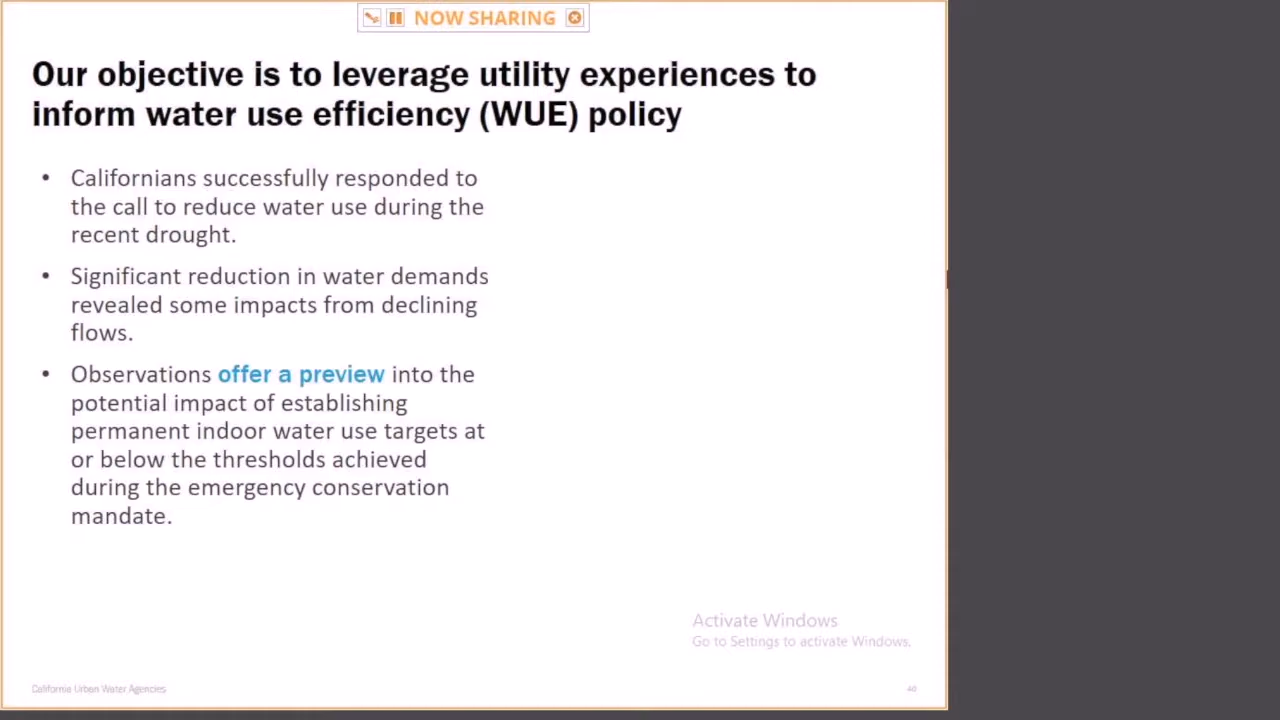 NOW SHARING
Our objective is to leverage utility experiences to
inform water use efficiency (WUE) policy
• Californians successfully responded to
the call to reduce water use during the
recent drought.
• Significant reduction in water demands
revealed some impacts from declining
flows.
• Observations offer a preview into the
potential impact of establishing
permanent indoor water use targets at
or below the thresholds achieved
during the emergency conservation
mandate.
Activate Windows
Go to Settings to activate Windows.
California Urban Water Agencies
40